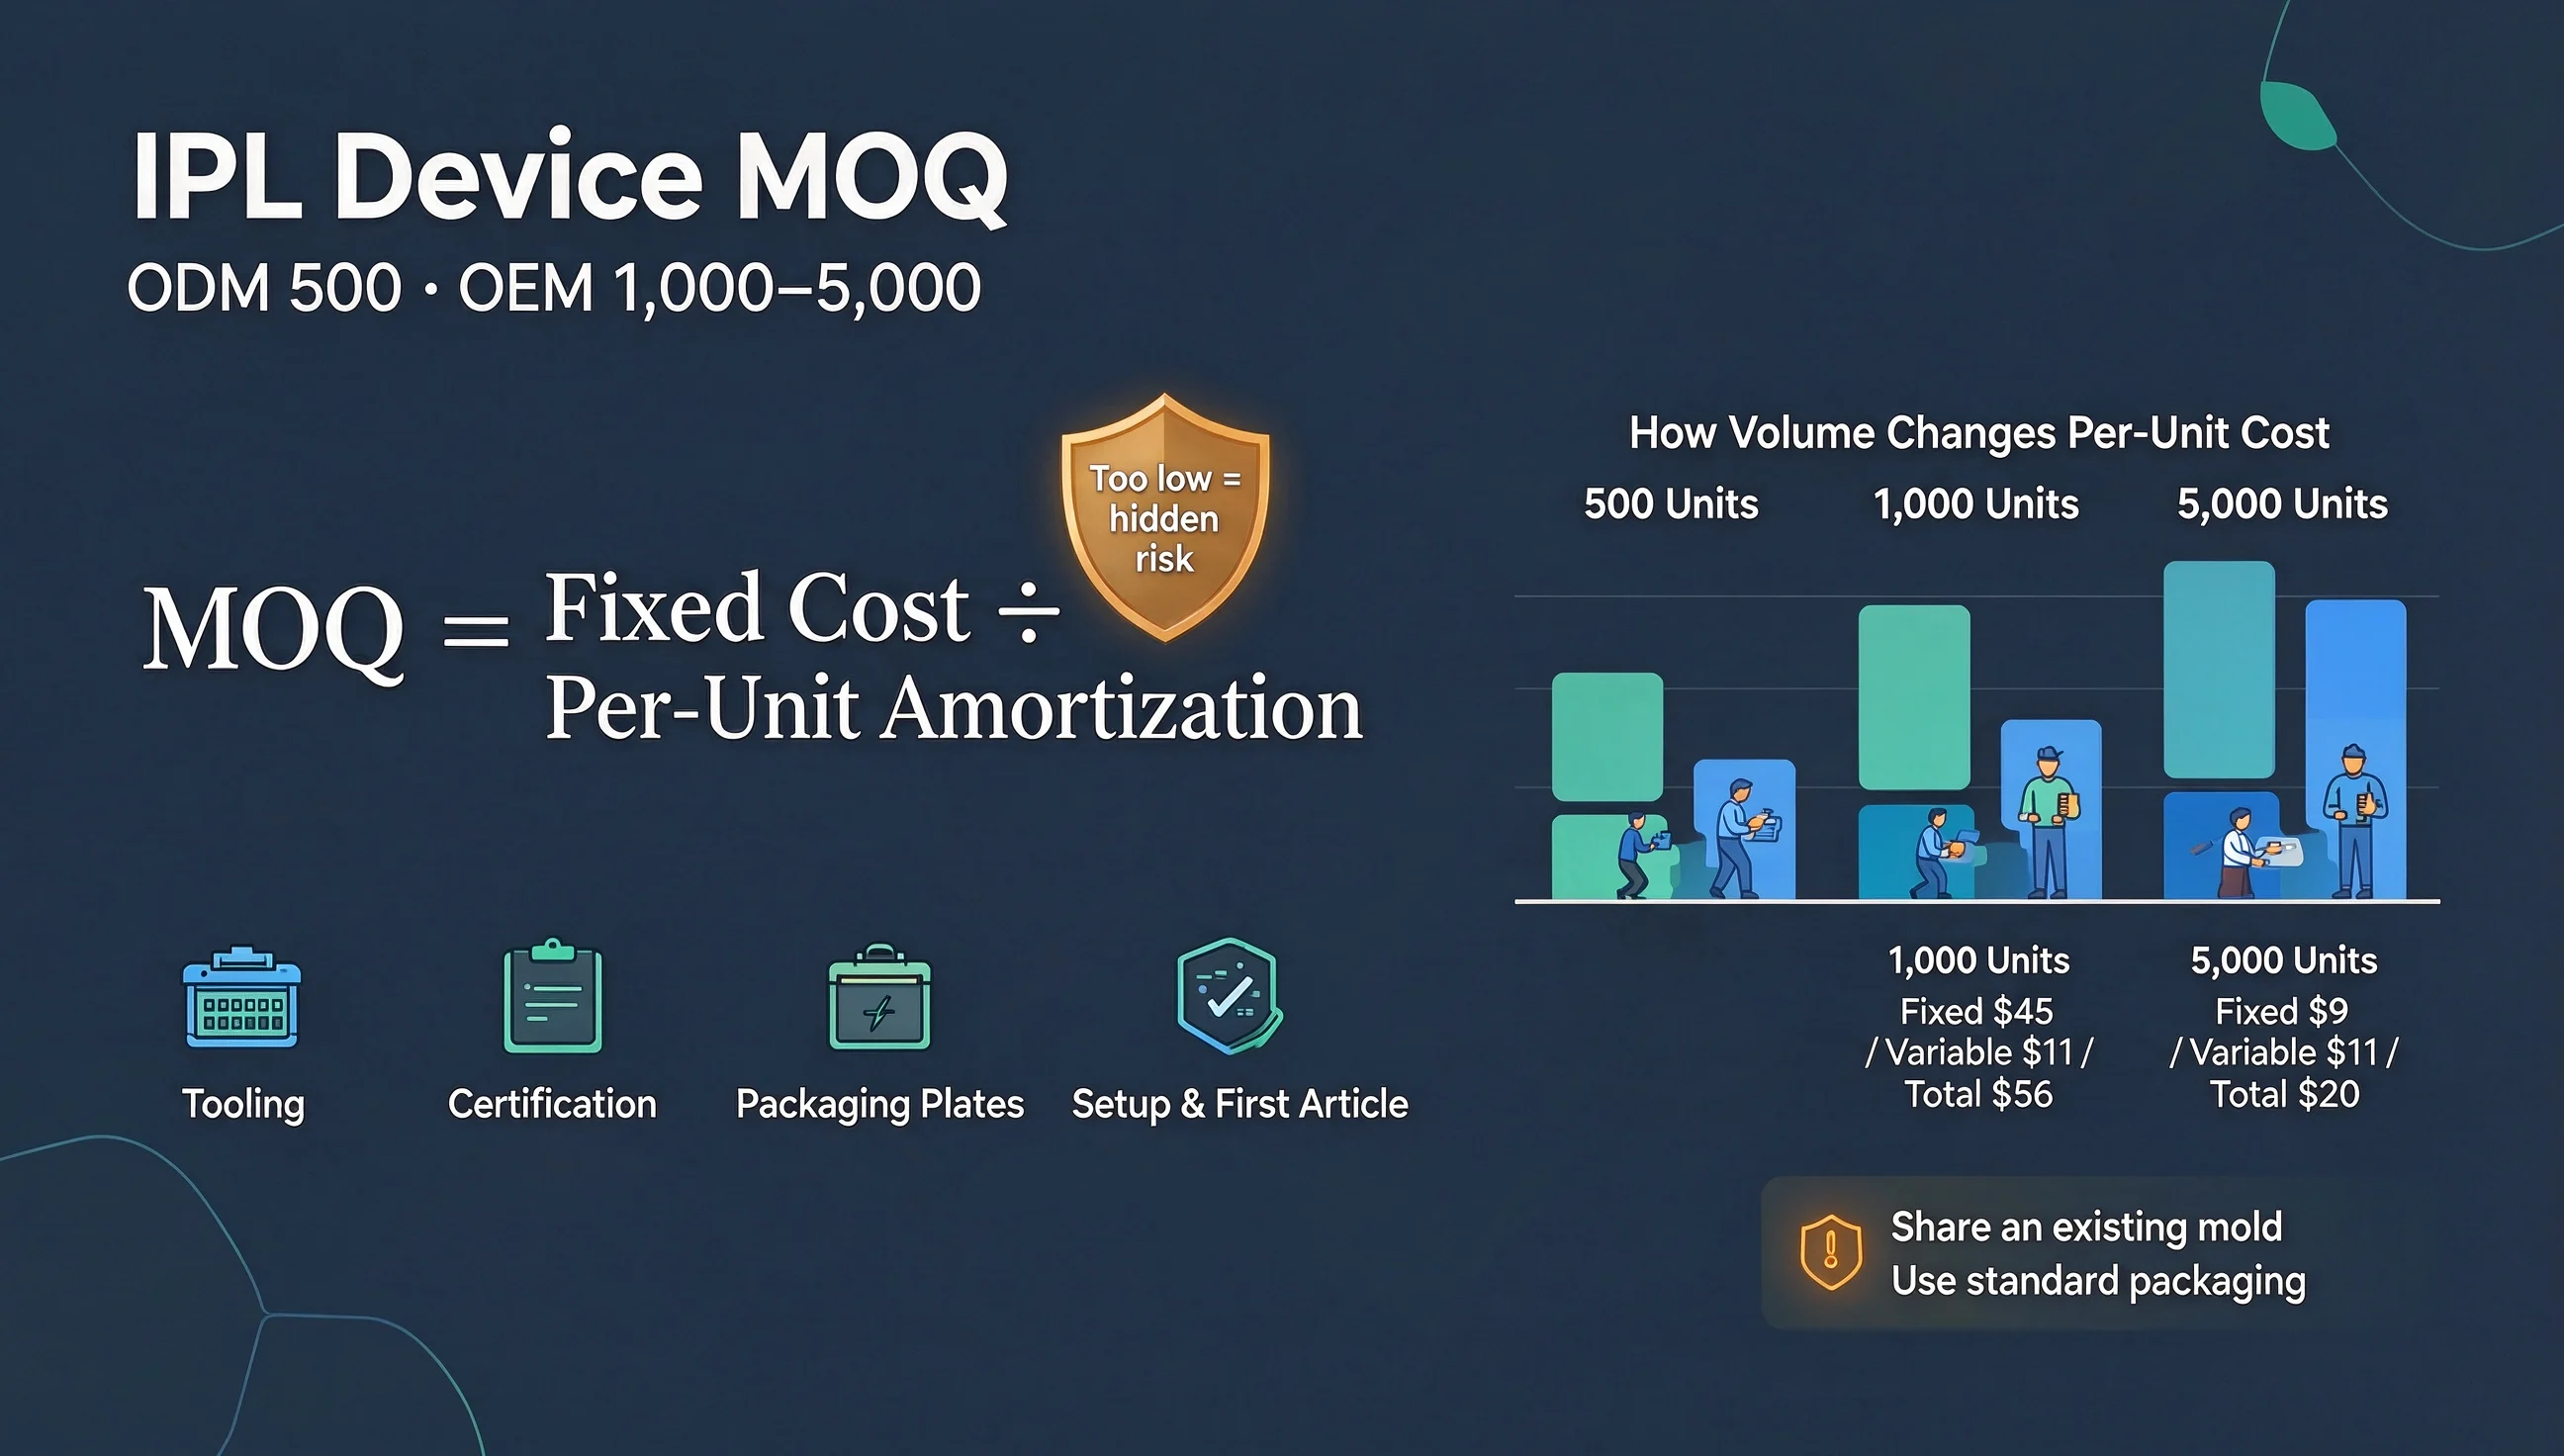 IPL Device MOQ
ODM 500 · OEM 1,000–5,000
Too low =
hidden
risk
MOQ = Fixed Cost ÷
Per-Unit Amortization
Tooling
Certification
Packaging Plates
Setup & First Article
How Volume Changes Per-Unit Cost
500 Units
1,000 Units
5,000 Units
1,000 Units
Fixed $45
/ Variable $11 /
Total $56
5,000 Units
Fixed $9
/ Variable $11 /
Total $20
Share an existing mold
Use standard packaging